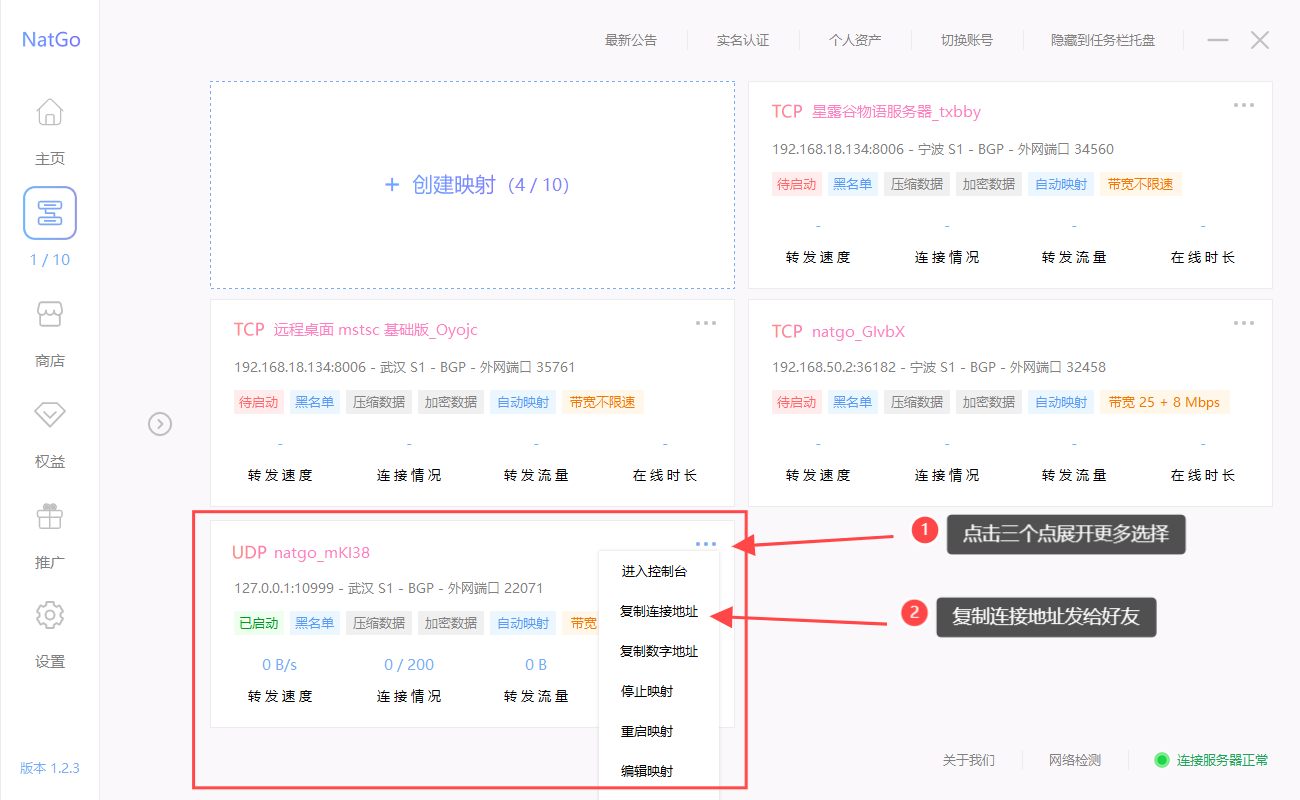 NatGo
最新公告
实名认证
个人资产
切换账号
隐藏到任务栏托盘
主页
1 / 10
商店
权益
推广
设置
版本 1.2.3
+ 创建映射（4 / 10）
TCP 星露谷物语服务器_txbby
192.168.18.134:8006 - 宁波 S1 - BGP - 外网端口 34560
待启动 黑名单 压缩数据 加密数据 自动映射 带宽不限速
- - - -
转发速度 连接情况 转发流量 在线时长
TCP 远程桌面 mstsc 基础版_Oyojc
192.168.18.134:8006 - 武汉 S1 - BGP - 外网端口 35761
待启动 黑名单 压缩数据 加密数据 自动映射 带宽不限速
- - - -
转发速度 连接情况 转发流量 在线时长
TCP natgo_GIvbX
192.168.50.2:36182 - 宁波 S1 - BGP - 外网端口 32458
待启动 黑名单 压缩数据 加密数据 自动映射 带宽 25 + 8 Mbps
- - - -
转发速度 连接情况 转发流量 在线时长
UDP natgo_mKI38
127.0.0.1:10999 - 武汉 S1 - BGP - 外网端口 22071
已启动 黑名单 压缩数据 加密数据 自动映射 带宽
0 B/s 0 / 200 0 B
转发速度 连接情况 转发流量
进入控制台
复制连接地址
复制数字地址
停止映射
重启映射
编辑映射
1 点击三个点展开更多选择
2 复制连接地址发给好友
关于我们
网络检测
连接服务器正常